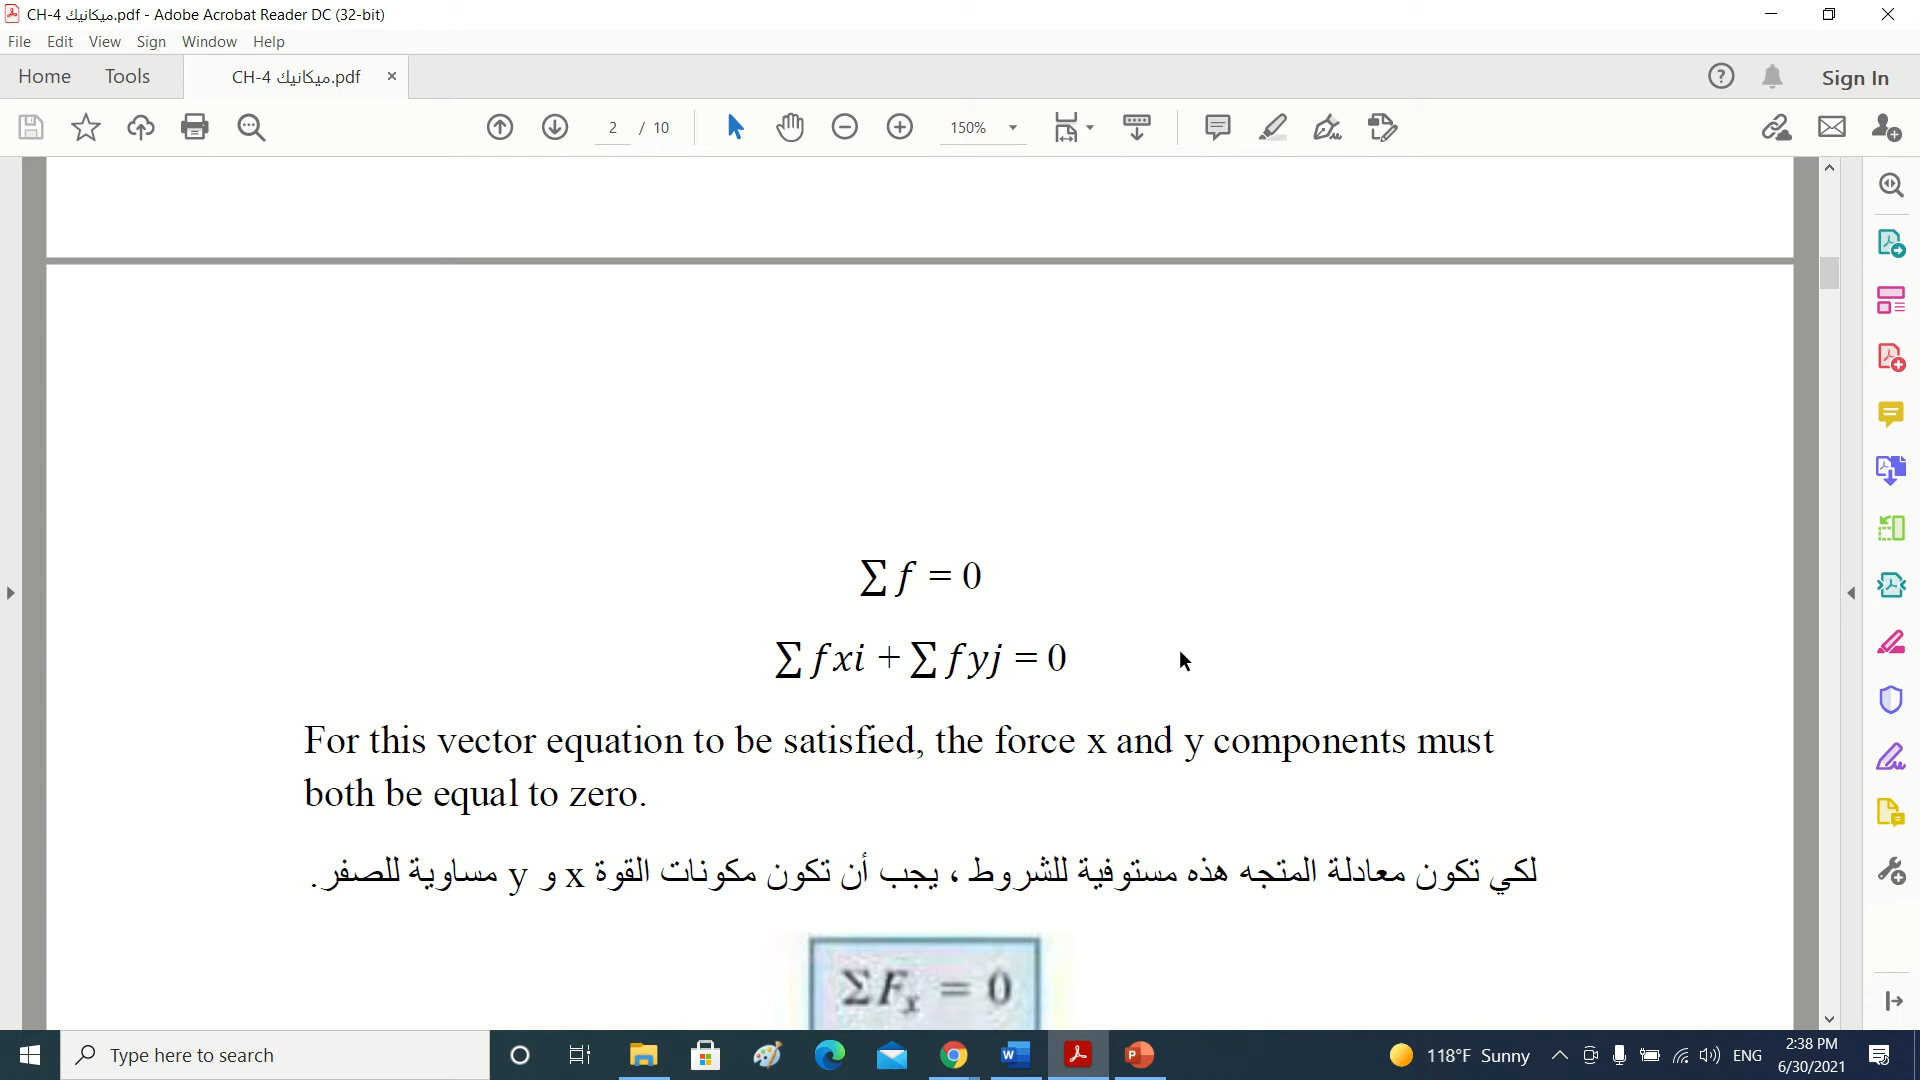 CH-4 ميكانيك.pdf - Adobe Acrobat Reader DC (32-bit)
File Edit View Sign Window Help
Home Tools CH-4 ميكانيك.pdf × Sign In
2 / 10 150%
∑ f = 0
∑ fxi + ∑ fyj = 0
For this vector equation to be satisfied, the force x and y components must
both be equal to zero.
لكي تكون معادلة المتجه هذه مستوفية للشروط ، يجب أن تكون مكونات القوة x و y مساوية للصفر.
ΣFx = 0
Type here to search
118°F Sunny ENG
2:38 PM
6/30/2021